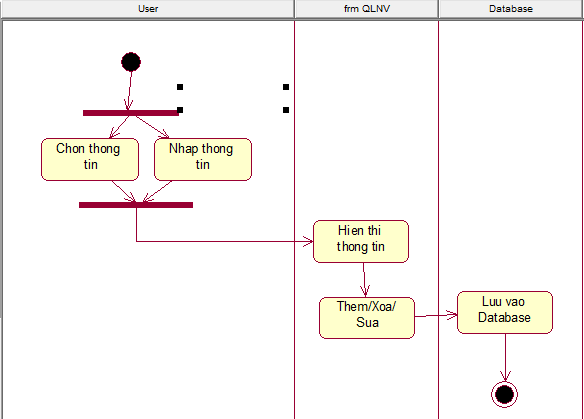 User
frm QLNV
Database
Chon thong
tin
Nhap thong
tin
Hien thi
thong tin
Them/Xoa/
Sua
Luu vao
Database